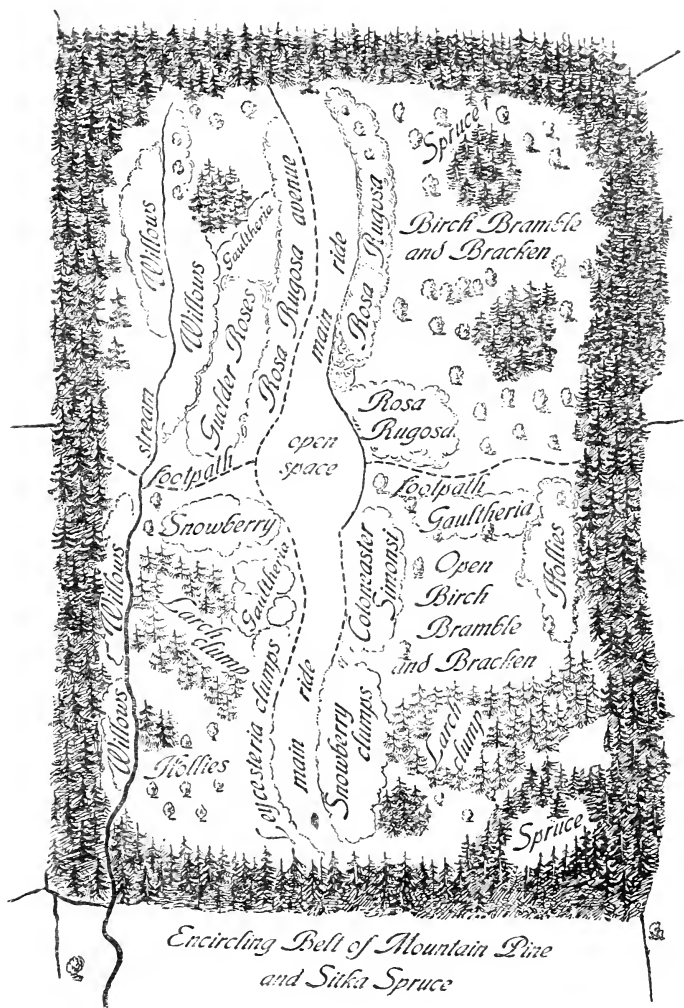 Spruce
Birch Bramble
and Bracken
Willows
Willows
Gaultheria
Guelder Roses
Rosa Rugosa avenue
main ride
Rosa Rugosa
stream
Rosa
Rugosa
open
space
footpath
footpath
Snowberry
Gaultheria
Willows
Larch
clump
Gaultheria
Cotoneaster
Simonsi
Open
Birch
Bramble
and Bracken
Hollies
Willows
Hollies
Leycesteria clumps
main ride
Snowberry
clumps
Larch
clump
Spruce
Encircling Belt of Mountain Pine
and Sitka Spruce